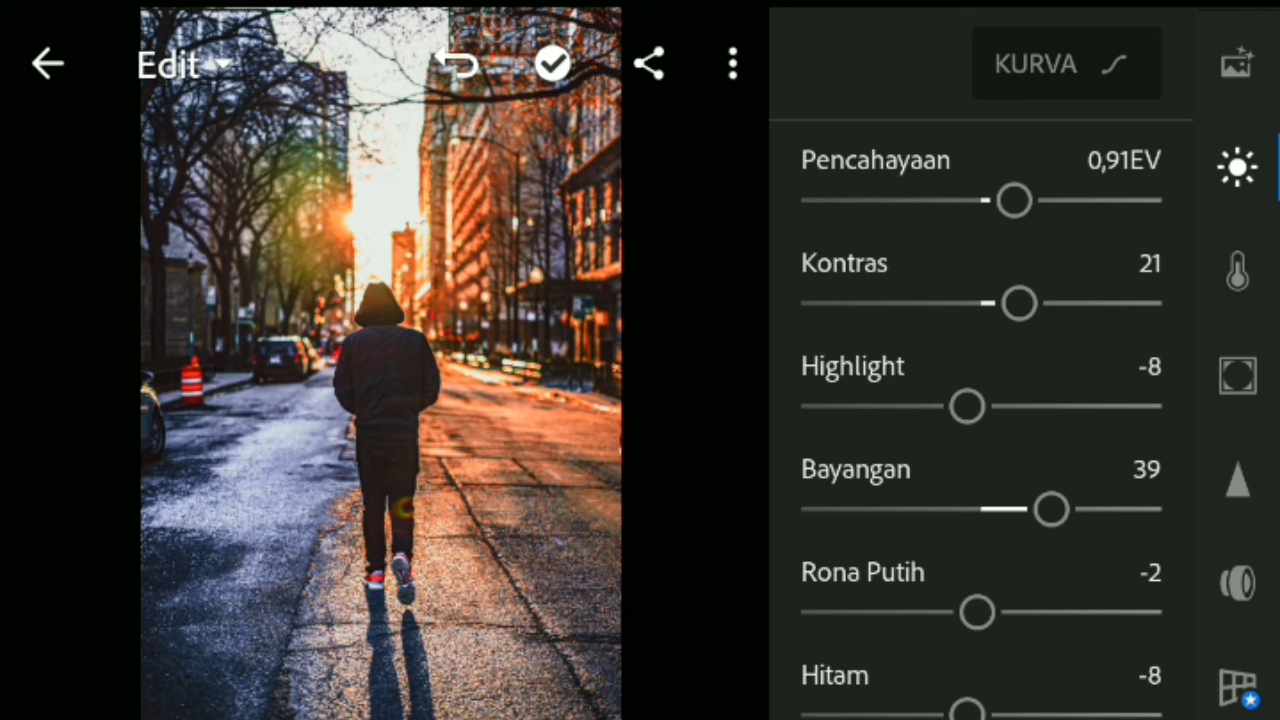 Edit
KURVA
Pencahayaan 0,91EV
Kontras 21
Highlight -8
Bayangan 39
Rona Putih -2
Hitam -8